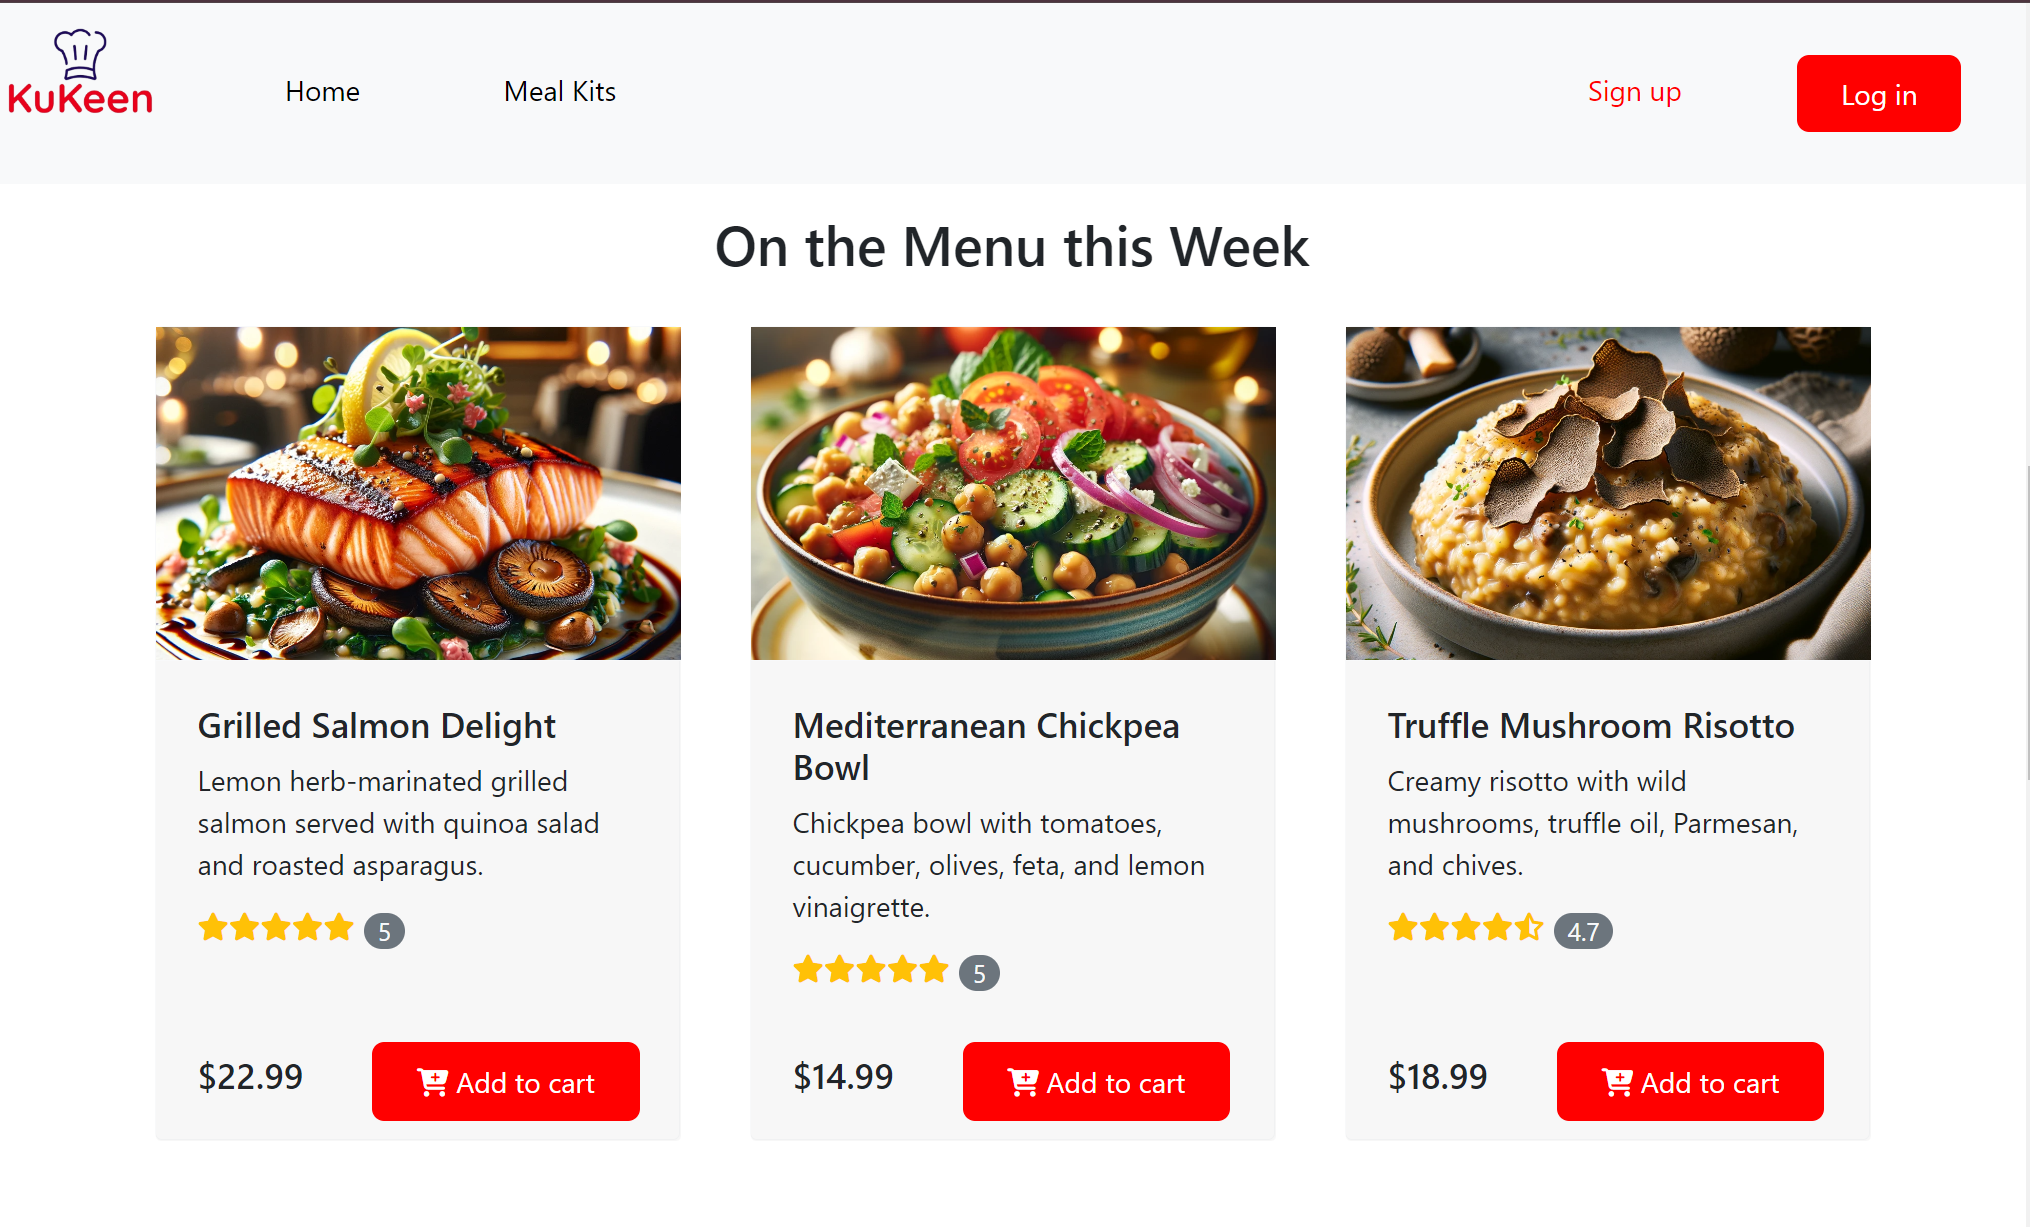 KuKeen
Home
Meal Kits
Sign up
Log in
On the Menu this Week
Grilled Salmon Delight
Lemon herb-marinated grilled
salmon served with quinoa salad
and roasted asparagus.
5
$22.99
Add to cart
Mediterranean Chickpea
Bowl
Chickpea bowl with tomatoes,
cucumber, olives, feta, and lemon
vinaigrette.
5
$14.99
Add to cart
Truffle Mushroom Risotto
Creamy risotto with wild
mushrooms, truffle oil, Parmesan,
and chives.
4.7
$18.99
Add to cart